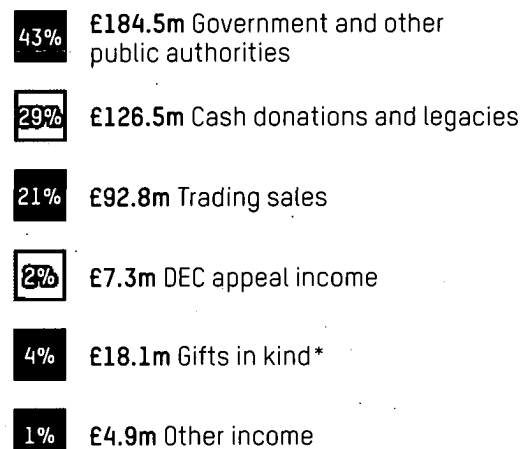 43% £184.5m Government and other
public authorities
29% £126.5m Cash donations and legacies
21% £92.8m Trading sales
2% £7.3m DEC appeal income
4% £18.1m Gifts in kind*
1% £4.9m Other income